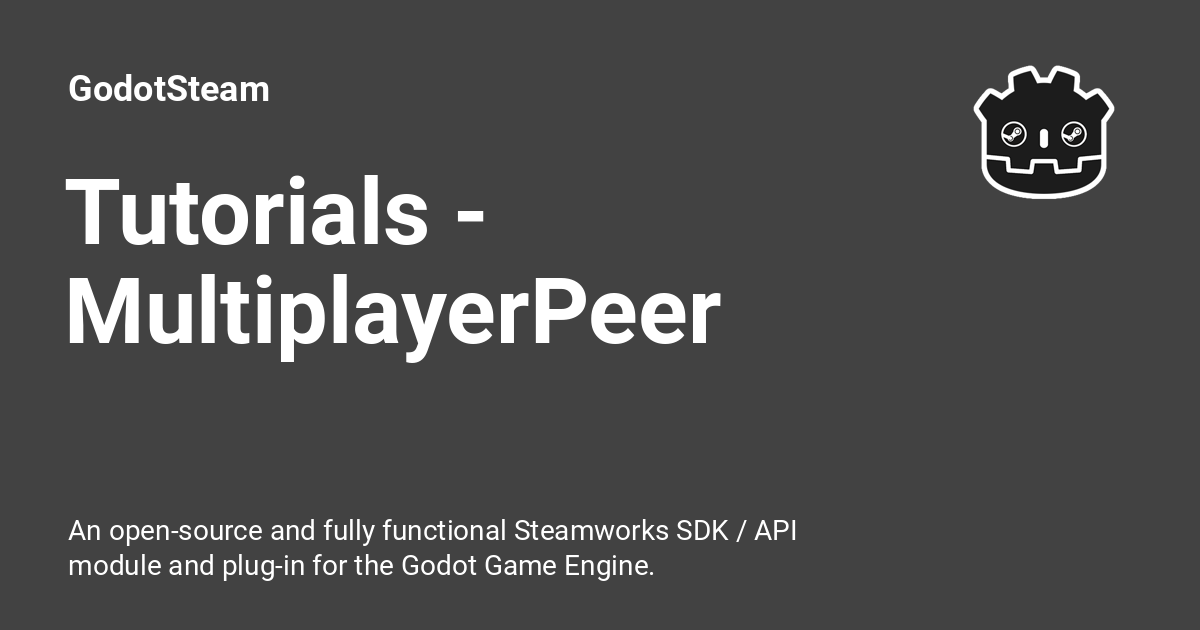 GodotSteam
Tutorials -
MultiplayerPeer
An open-source and fully functional Steamworks SDK / API
module and plug-in for the Godot Game Engine.